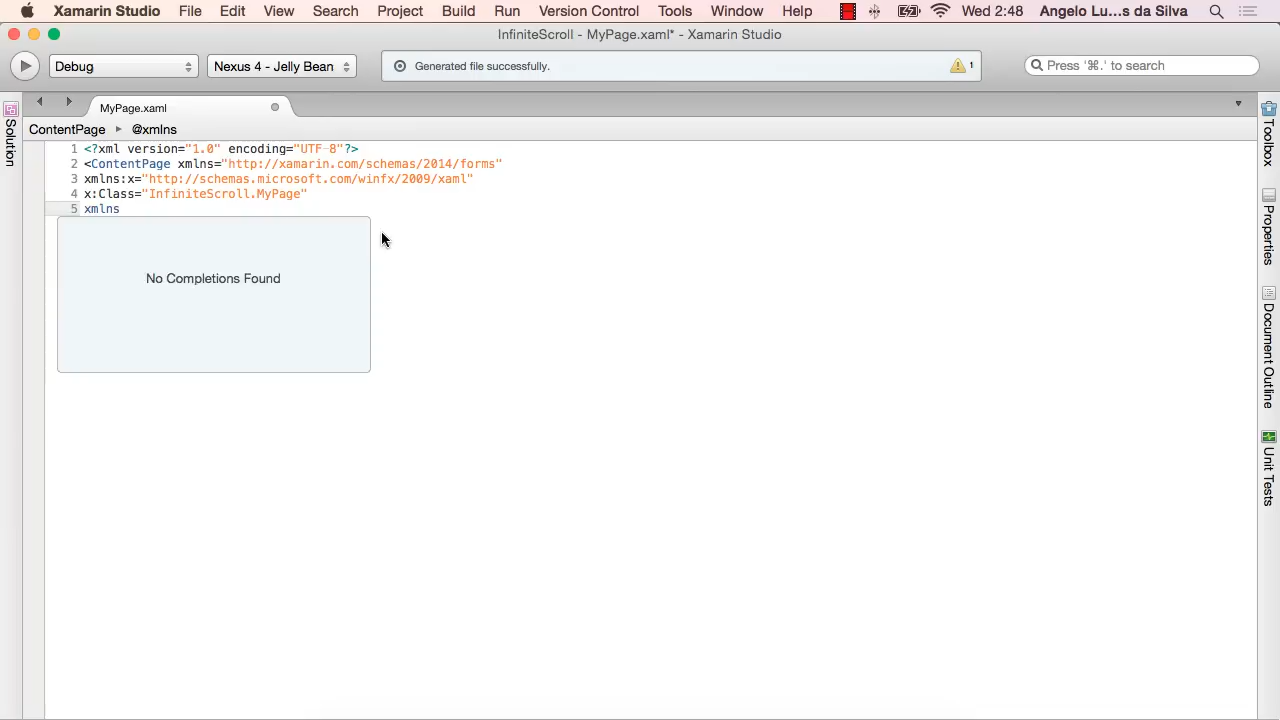 Xamarin Studio File Edit View Search Project Build Run Version Control Tools Window Help Wed 2:48 Angelo Lu...s da Silva
InfiniteScroll - MyPage.xaml* - Xamarin Studio
Debug Nexus 4 - Jelly Bean Generated file successfully. 1 Press '⌘.' to search
MyPage.xaml
ContentPage ▸ @xmlns
1 <?xml version="1.0" encoding="UTF-8"?>
2 <ContentPage xmlns="http://xamarin.com/schemas/2014/forms"
3 xmlns:x="http://schemas.microsoft.com/winfx/2009/xaml"
4 x:Class="InfiniteScroll.MyPage"
5 xmlns
No Completions Found
Solution
Toolbox
Properties
Document Outline
Unit Tests